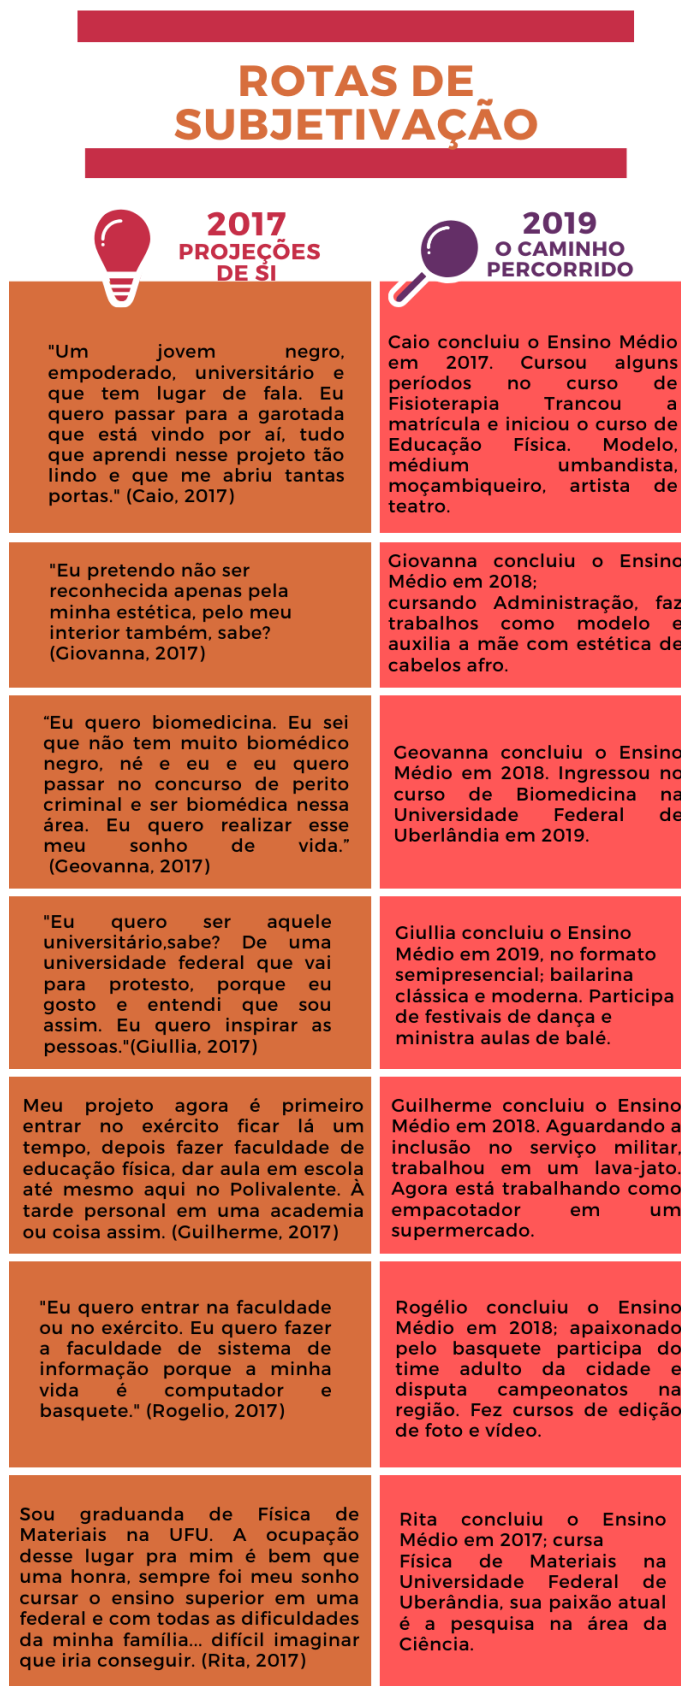 ROTAS DE
SUBJETIVAÇÃO
2017
PROJEÇÕES
DE SI
2019
O CAMINHO
PERCORRIDO
"Um jovem negro,
empoderado, universitário e
que tem lugar de fala. Eu
quero passar para a garotada
que está vindo por aí, tudo
que aprendi nesse projeto tão
lindo e que me abriu tantas
portas." (Caio, 2017)
Caio concluiu o Ensino Médio
em 2017. Cursou alguns
períodos no curso de
Fisioterapia Trancou a
matrícula e iniciou o curso de
Educação Física. Modelo,
médium umbandista,
moçambiqueiro, artista de
teatro.
"Eu pretendo não ser
reconhecida apenas pela
minha estética, pelo meu
interior também, sabe?
(Giovanna, 2017)
Giovanna concluiu o Ensino
Médio em 2018;
cursando Administração, faz
trabalhos como modelo e
auxilia a mãe com estética de
cabelos afro.
“Eu quero biomedicina. Eu sei
que não tem muito biomédico
negro, né e eu e eu quero
passar no concurso de perito
criminal e ser biomédica nessa
área. Eu quero realizar esse
meu sonho de vida.”
(Geovanna, 2017)
Geovanna concluiu o Ensino
Médio em 2018. Ingressou no
curso de Biomedicina na
Universidade Federal de
Uberlândia em 2019.
"Eu quero ser aquele
universitário,sabe? De uma
universidade federal que vai
para protesto, porque eu
gosto e entendi que sou
assim. Eu quero inspirar as
pessoas."(Giullia, 2017)
Giullia concluiu o Ensino
Médio em 2019, no formato
semipresencial; bailarina
clássica e moderna. Participa
de festivais de dança e
ministra aulas de balé.
Meu projeto agora é primeiro
entrar no exército ficar lá um
tempo, depois fazer faculdade de
educação física, dar aula em escola
até mesmo aqui no Polivalente. À
tarde personal em uma academia
ou coisa assim. (Guilherme, 2017)
Guilherme concluiu o Ensino
Médio em 2018. Aguardando a
inclusão no serviço militar,
trabalhou em um lava-jato.
Agora está trabalhando como
empacotador em um
supermercado.
"Eu quero entrar na faculdade
ou no exército. Eu quero fazer
a faculdade de sistema de
informação porque a minha
vida é computador e
basquete." (Rogelio, 2017)
Rogélio concluiu o Ensino
Médio em 2018; apaixonado
pelo basquete participa do
time adulto da cidade e
disputa campeonatos na
região. Fez cursos de edição
de foto e vídeo.
Sou graduanda de Física de
Materiais na UFU. A ocupação
desse lugar pra mim é bem que
uma honra, sempre foi meu sonho
cursar o ensino superior em uma
federal e com todas as dificuldades
da minha família... difícil imaginar
que iria conseguir. (Rita, 2017)
Rita concluiu o Ensino
Médio em 2017; cursa
Física de Materiais na
Universidade Federal de
Uberândia, sua paixão atual
é a pesquisa na área da
Ciência.